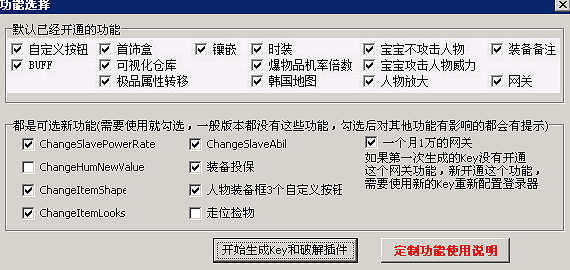 功能选择
默认已经开通的功能
自定义按钮 首饰盒 镶嵌 时装 宝宝不攻击人物 装备备注
BUFF 可视化仓库 爆物品机率倍数 宝宝攻击人物威力
极品属性转移 韩国地图 人物放大 网关
都是可选新功能(需要使用就勾选，一般版本都没有这些功能，勾选后对其他功能有影响的都会有提示)
ChangeSlavePowerRate ChangeSlaveAbil 一个月1万的网关
ChangeHumNewValue 装备投保
ChangeItemShape 人物装备框3个自定义按钮
ChangeItemLooks 走位捡物
如果第一次生成的Key没有开通
这个网关功能，新开通这个功能，
需要使用新的Key重新配置登录器
开始生成Key和破解插件 定制功能使用说明